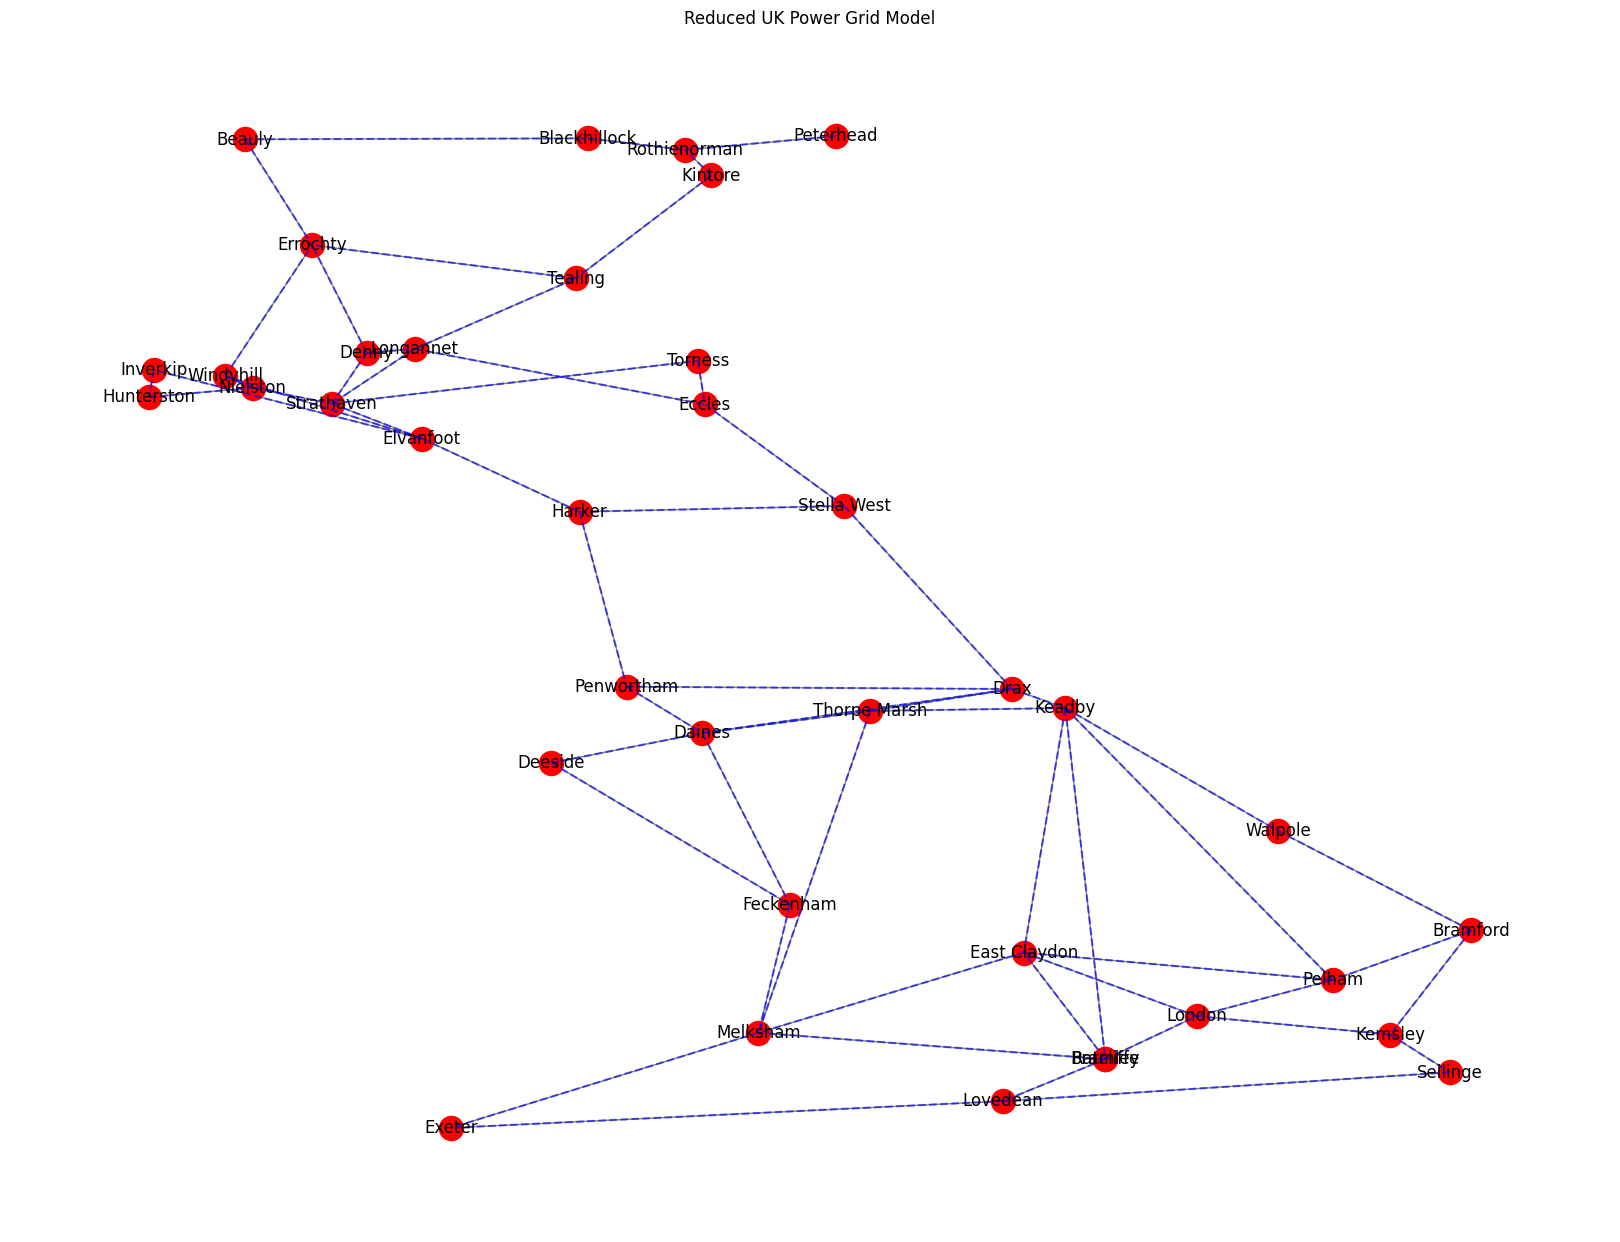 Reduced UK Power Grid Model
Beauly
Blackhillock
Rothienorman
Peterhead
Kintore
Errochty
Tealing
Denny
Longannet
Torness
Inverkip
Windyhill
Nielston
Hunterston
Strathaven
Eccles
Elvanfoot
Harker
Stella West
Penwortham
Drax
Thorpe Marsh
Keadby
Daines
Deeside
Walpole
Feckenham
Bramford
East Claydon
Pelham
London
Melksham
Kemsley
Bramley
Sellinge
Lovedean
Exeter